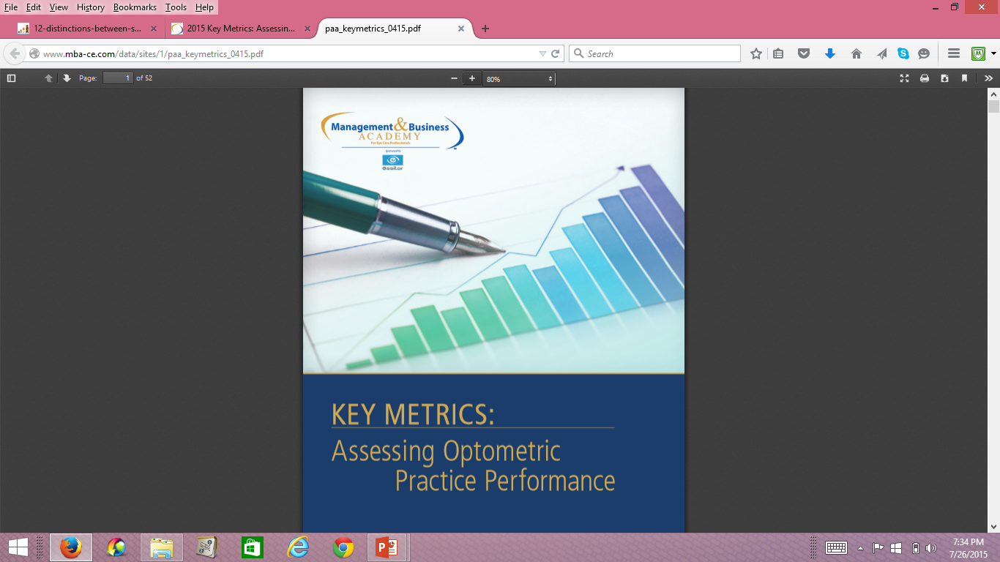 File Edit View History Bookmarks Tools Help
12-distinctions-between-s...
2015 Key Metrics: Assessin...
paa_keymetrics_0415.pdf
www.mba-ce.com/data/sites/1/paa_keymetrics_0415.pdf
Search
Page: 1 of 52
80%
Management & Business
ACADEMY
For Eye Care Professionals
Sponsored by
essilor
KEY METRICS:
Assessing Optometric
Practice Performance
7:34 PM
7/26/2015